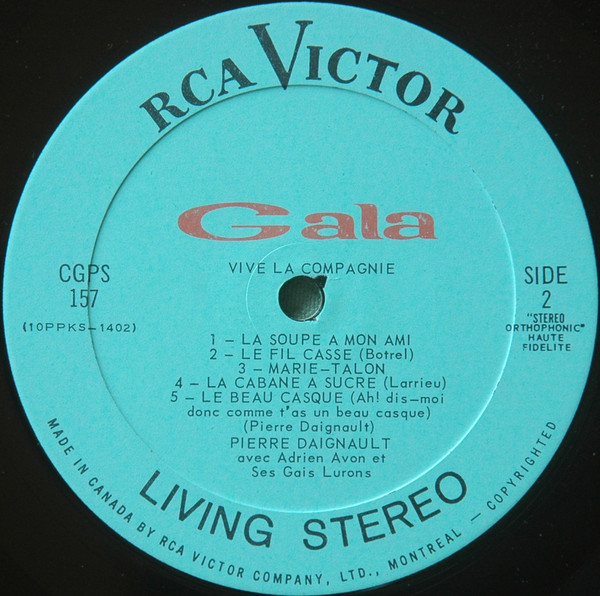 RCA VICTOR
Gala
VIVE LA COMPAGNIE
CGPS
157
(10PPKS-1402)
SIDE
2
"STEREO
ORTHOPHONIC"
HAUTE
FIDELITE
1 - LA SOUPE A MON AMI
2 - LE FIL CASSE (Botrel)
3 - MARIE-TALON
4 - LA CABANE A SUCRE (Larrieu)
5 - LE BEAU CASQUE (Ah! dis-moi
donc comme t'as un beau casque)
(Pierre Daignault)
PIERRE DAIGNAULT
avec Adrien Avon et
Ses Gais Lurons
LIVING STEREO
MADE IN CANADA BY RCA VICTOR COMPANY, LTD., MONTREAL - COPYRIGHTED